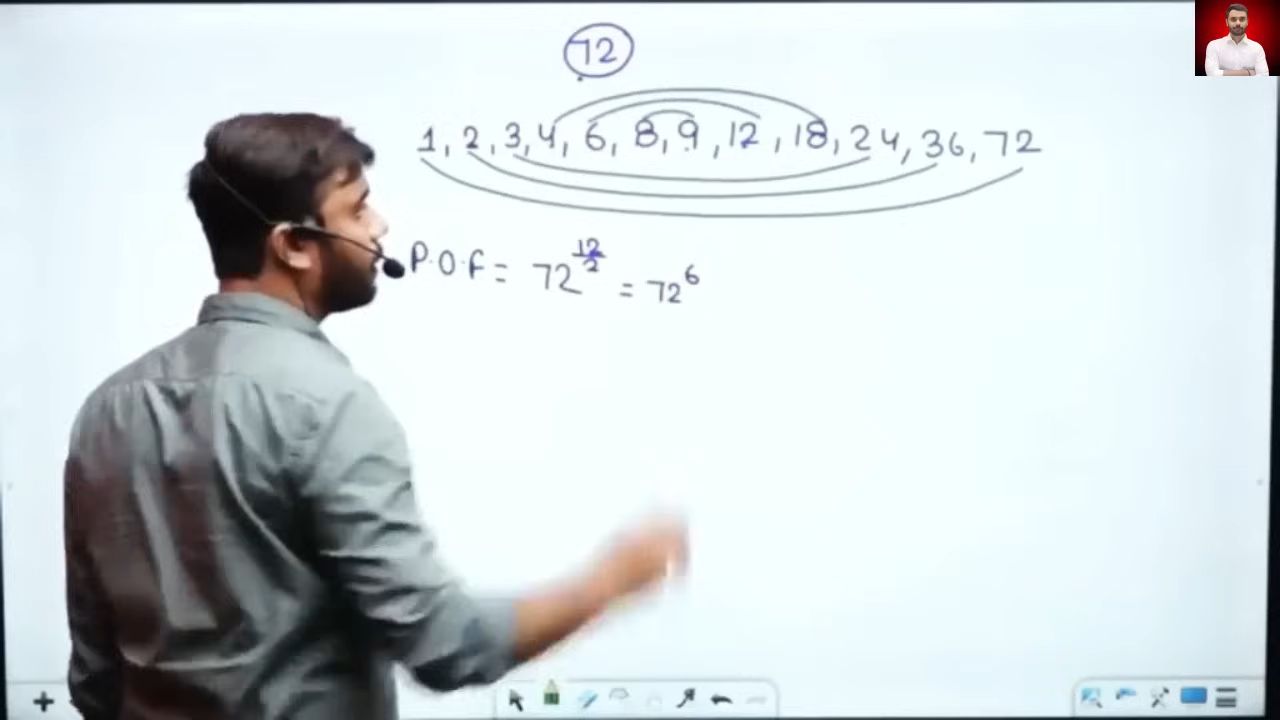 72
1, 2, 3, 4, 6, 8, 9, 12, 18, 24, 36, 72
P.O.F = 72^{12/2} = 72^6